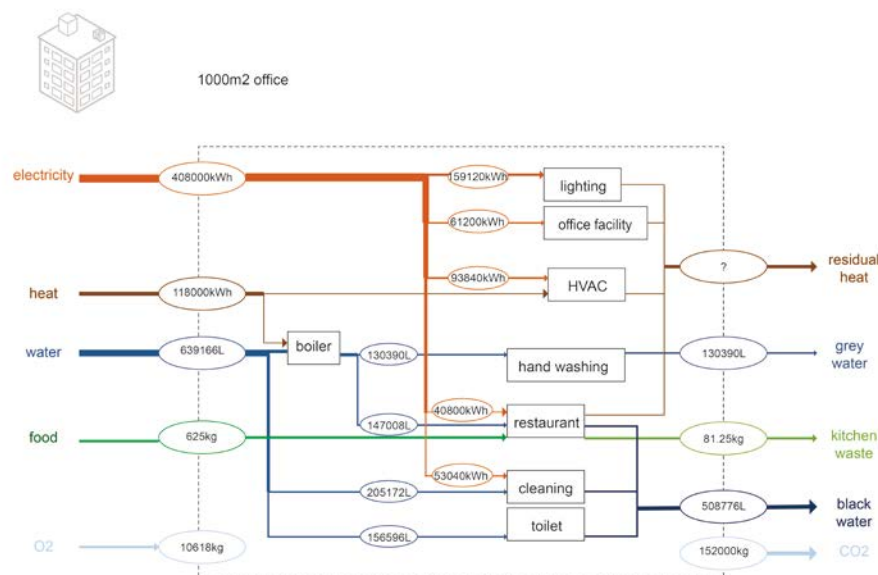 1000m2 office
electricity
408000kWh
159120kWh
lighting
61200kWh
office facility
93840kWh
HVAC
?
residual
heat
heat
118000kWh
water
639166L
boiler
130390L
hand washing
130390L
grey
water
40800kWh
restaurant
147008L
food
625kg
81.25kg
kitchen
waste
53040kWh
cleaning
205172L
508776L
black
water
toilet
156596L
O2
10618kg
152000kg
CO2